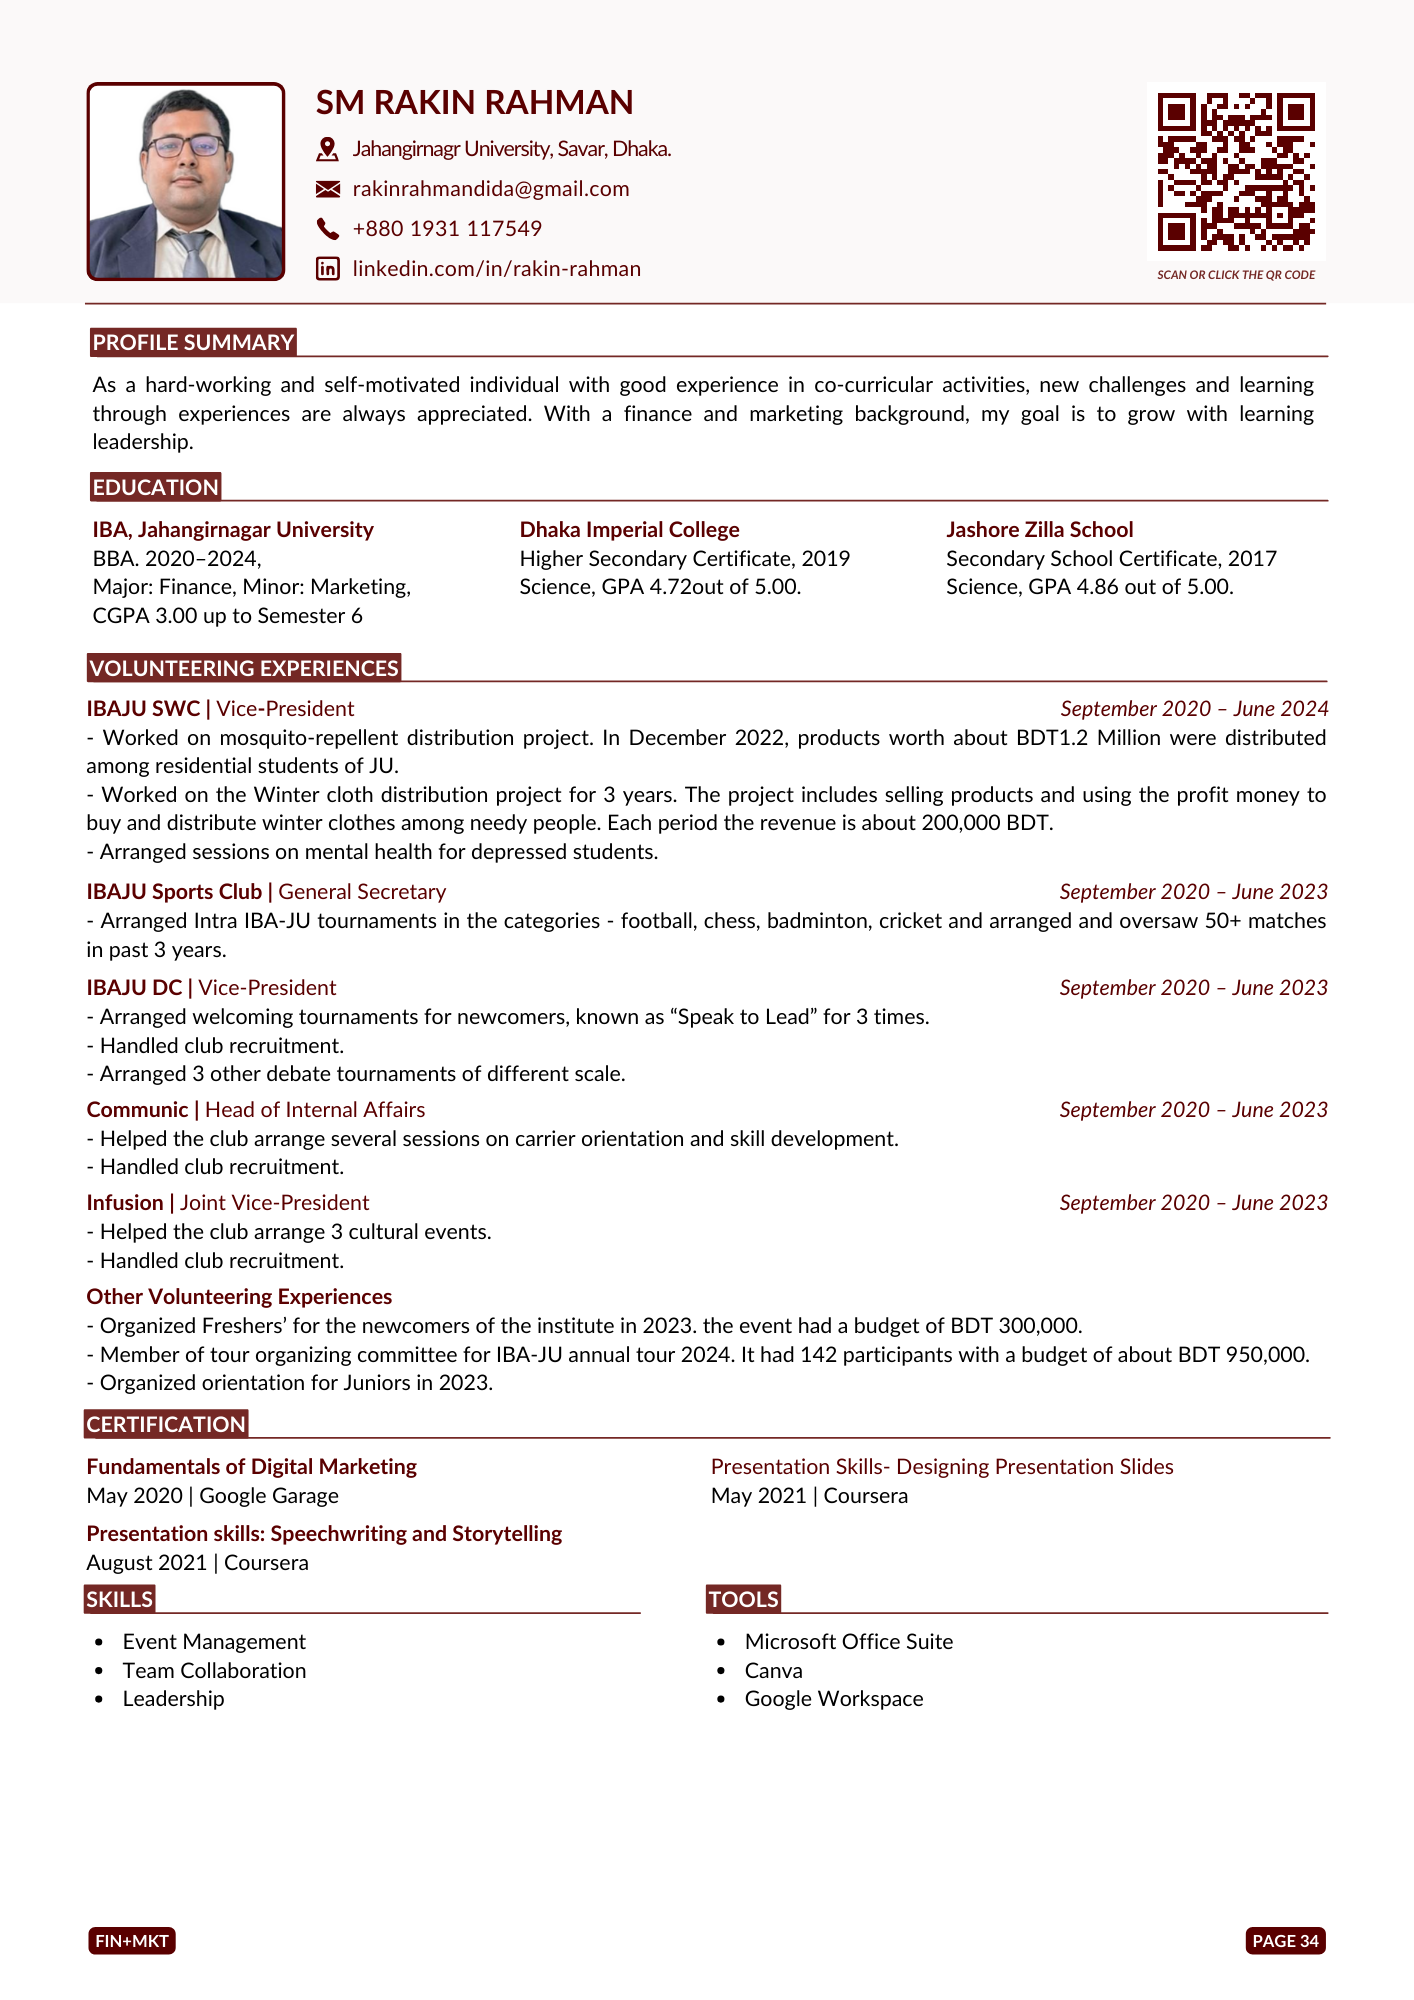 SM RAKIN RAHMAN
Jahangirnagr University, Savar, Dhaka.
rakinrahmandida@gmail.com
+880 1931 117549
linkedin.com/in/rakin-rahman
SCAN OR CLICK THE QR CODE
PROFILE SUMMARY
As a hard-working and self-motivated individual with good experience in co-curricular activities, new challenges and learning
through experiences are always appreciated. With a finance and marketing background, my goal is to grow with learning
leadership.
EDUCATION
IBA, Jahangirnagar University
BBA. 2020–2024,
Major: Finance, Minor: Marketing,
CGPA 3.00 up to Semester 6
Dhaka Imperial College
Higher Secondary Certificate, 2019
Science, GPA 4.72out of 5.00.
Jashore Zilla School
Secondary School Certificate, 2017
Science, GPA 4.86 out of 5.00.
VOLUNTEERING EXPERIENCES
IBAJU SWC | Vice-President September 2020 – June 2024
- Worked on mosquito-repellent distribution project. In December 2022, products worth about BDT1.2 Million were distributed
among residential students of JU.
- Worked on the Winter cloth distribution project for 3 years. The project includes selling products and using the profit money to
buy and distribute winter clothes among needy people. Each period the revenue is about 200,000 BDT.
- Arranged sessions on mental health for depressed students.
IBAJU Sports Club | General Secretary September 2020 – June 2023
- Arranged Intra IBA-JU tournaments in the categories - football, chess, badminton, cricket and arranged and oversaw 50+ matches
in past 3 years.
IBAJU DC | Vice-President September 2020 – June 2023
- Arranged welcoming tournaments for newcomers, known as “Speak to Lead” for 3 times.
- Handled club recruitment.
- Arranged 3 other debate tournaments of different scale.
Communic | Head of Internal Affairs September 2020 – June 2023
- Helped the club arrange several sessions on carrier orientation and skill development.
- Handled club recruitment.
Infusion | Joint Vice-President September 2020 – June 2023
- Helped the club arrange 3 cultural events.
- Handled club recruitment.
Other Volunteering Experiences
- Organized Freshers’ for the newcomers of the institute in 2023. the event had a budget of BDT 300,000.
- Member of tour organizing committee for IBA-JU annual tour 2024. It had 142 participants with a budget of about BDT 950,000.
- Organized orientation for Juniors in 2023.
CERTIFICATION
Fundamentals of Digital Marketing
May 2020 | Google Garage
Presentation Skills- Designing Presentation Slides
May 2021 | Coursera
Presentation skills: Speechwriting and Storytelling
August 2021 | Coursera
SKILLS
• Event Management
• Team Collaboration
• Leadership
TOOLS
• Microsoft Office Suite
• Canva
• Google Workspace
FIN+MKT
PAGE 34